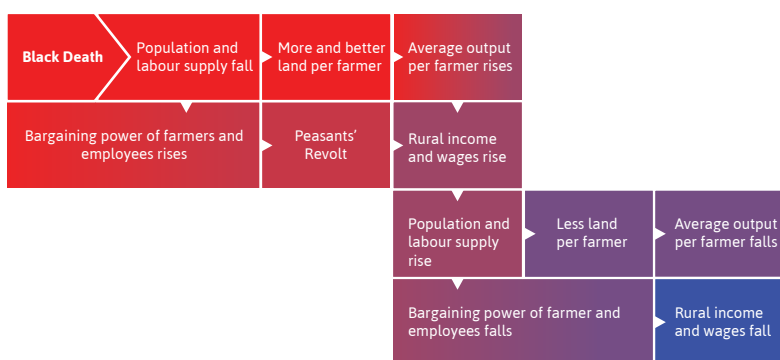 Black Death
Population and
labour supply fall
More and better
land per farmer
Average output
per farmer rises
Bargaining power of farmers and
employees rises
Peasants’
Revolt
Rural income
and wages rise
Population and
labour supply
rise
Less land
per farmer
Average output
per farmer falls
Bargaining power of farmer and
employees falls
Rural income
and wages fall